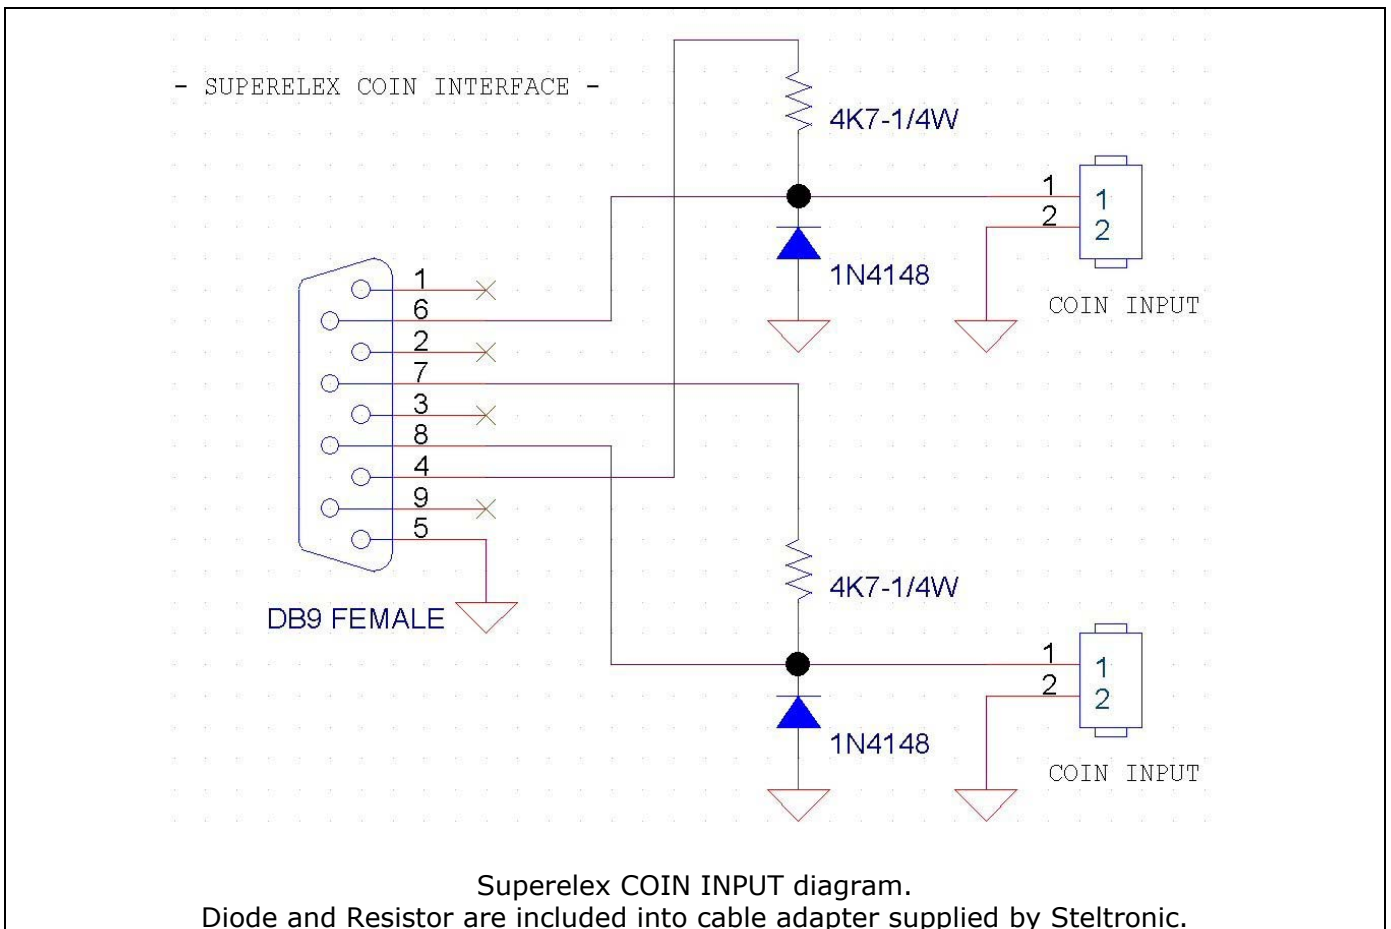 - SUPERELEX COIN INTERFACE -
4K7-1/4W
1
2
1
2
1N4148
COIN INPUT
1
6
2
7
3
8
4
9
5
DB9 FEMALE
4K7-1/4W
1
2
1
2
1N4148
COIN INPUT
Superelex COIN INPUT diagram.
Diode and Resistor are included into cable adapter supplied by Steltronic.